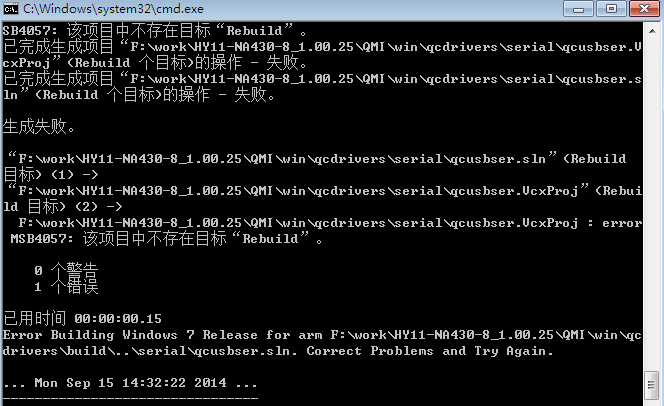 C:\Windows\system32\cmd.exe
SB4057: 该项目中不存在目标“Rebuild”。
已完成生成项目“F:\work\HY11-NA430-8_1.00.25\QMI\win\qcdrivers\serial\qcusbser.V
cxProj”(Rebuild 个目标)的操作 - 失败。
已完成生成项目“F:\work\HY11-NA430-8_1.00.25\QMI\win\qcdrivers\serial\qcusbser.s
ln”(Rebuild 个目标)的操作 - 失败。
生成失败。
“F:\work\HY11-NA430-8_1.00.25\QMI\win\qcdrivers\serial\qcusbser.sln”(Rebuild
目标) (1) ->
“F:\work\HY11-NA430-8_1.00.25\QMI\win\qcdrivers\serial\qcusbser.VcxProj”(Rebui
ld 目标) (2) ->
F:\work\HY11-NA430-8_1.00.25\QMI\win\qcdrivers\serial\qcusbser.VcxProj : error
MSB4057: 该项目中不存在目标“Rebuild”。
0 个警告
1 个错误
已用时间 00:00:00.15
Error Building Windows 7 Release for arm F:\work\HY11-NA430-8_1.00.25\QMI\win\qc
drivers\build\..\serial\qcusbser.sln. Correct Problems and Try Again.
... Mon Sep 15 14:32:22 2014 ...
--------------------------------